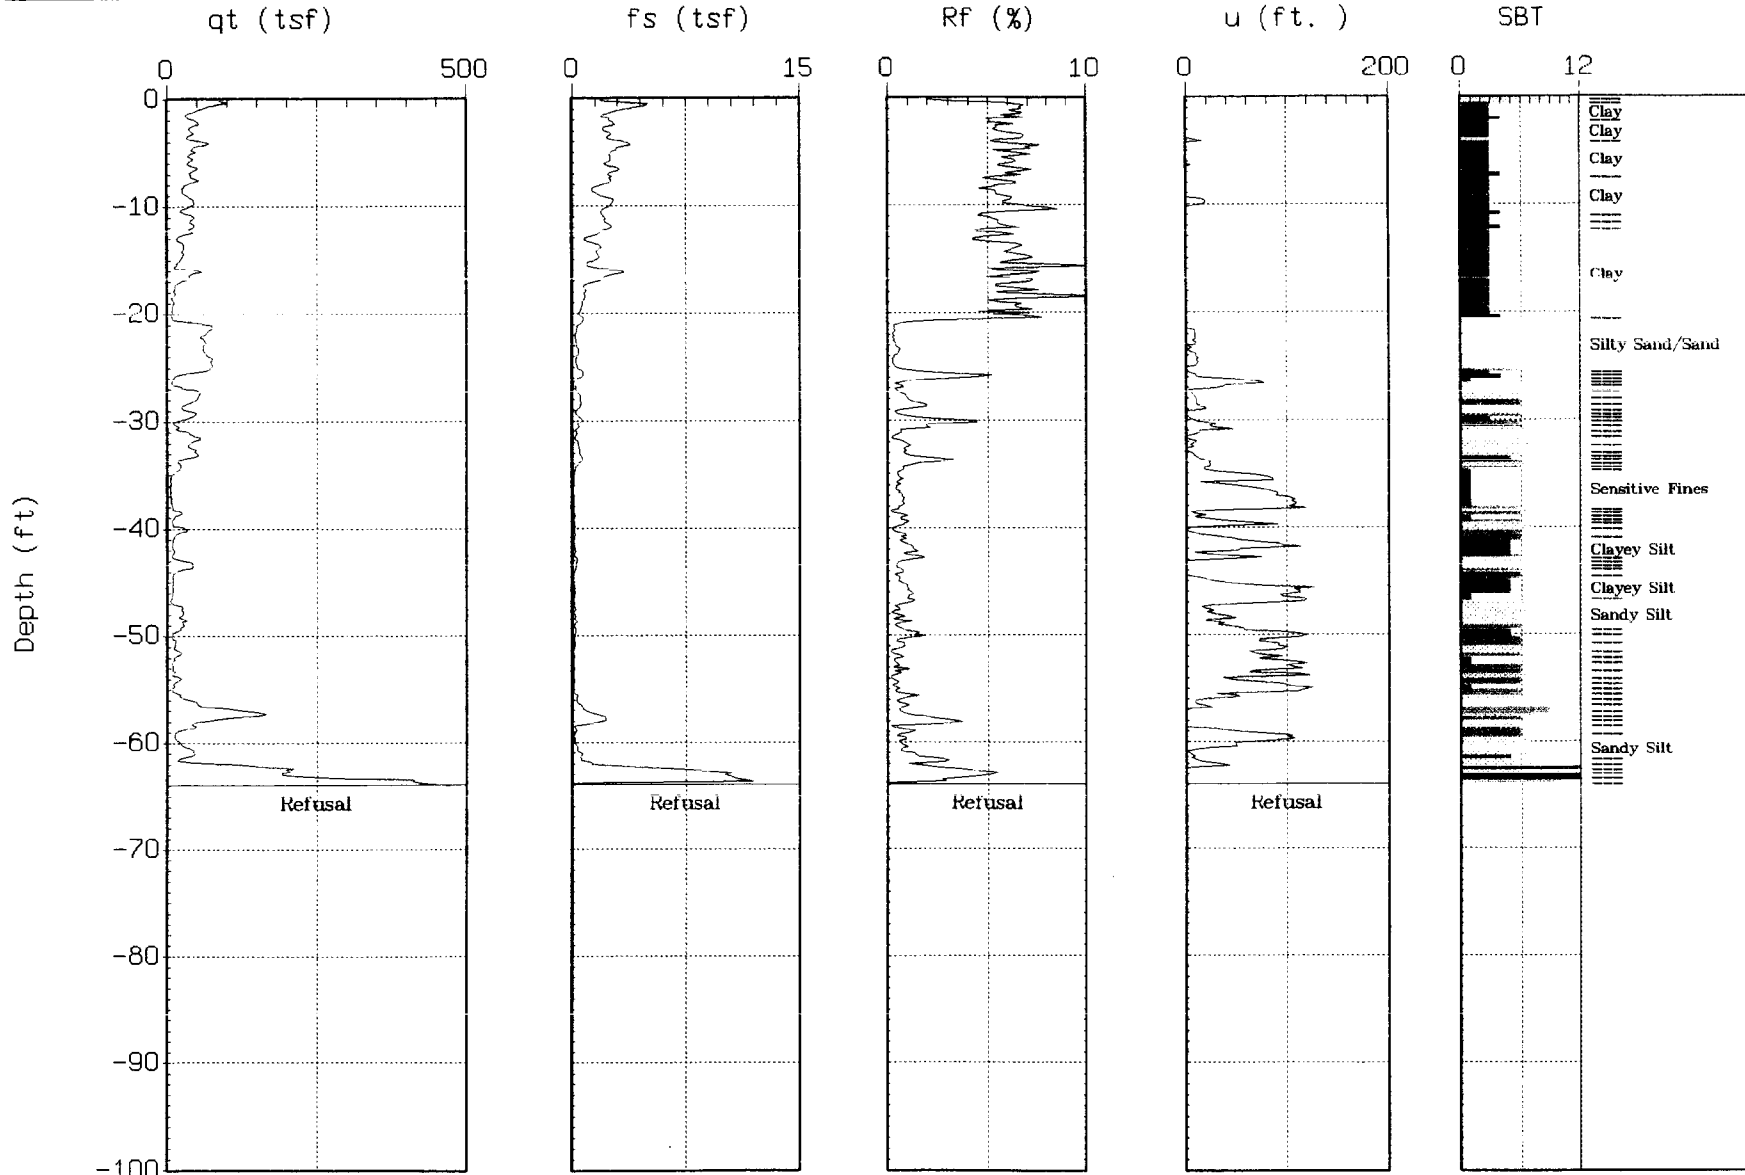 qt (tsf) fs (tsf) Rf (%) u (ft. ) SBT
0 500 0 15 0 10 0 200 0 12
0
Clay
Clay
Clay
Clay
-10
Clay
-20
Silty Sand/Sand
-30
Sensitive Fines
Depth (ft)
-40
Clayey Silt
Clayey Silt
Sandy Silt
-50
-60
Sandy Silt
Refusal Refusal Refusal Refusal
-70
-80
-90
-100